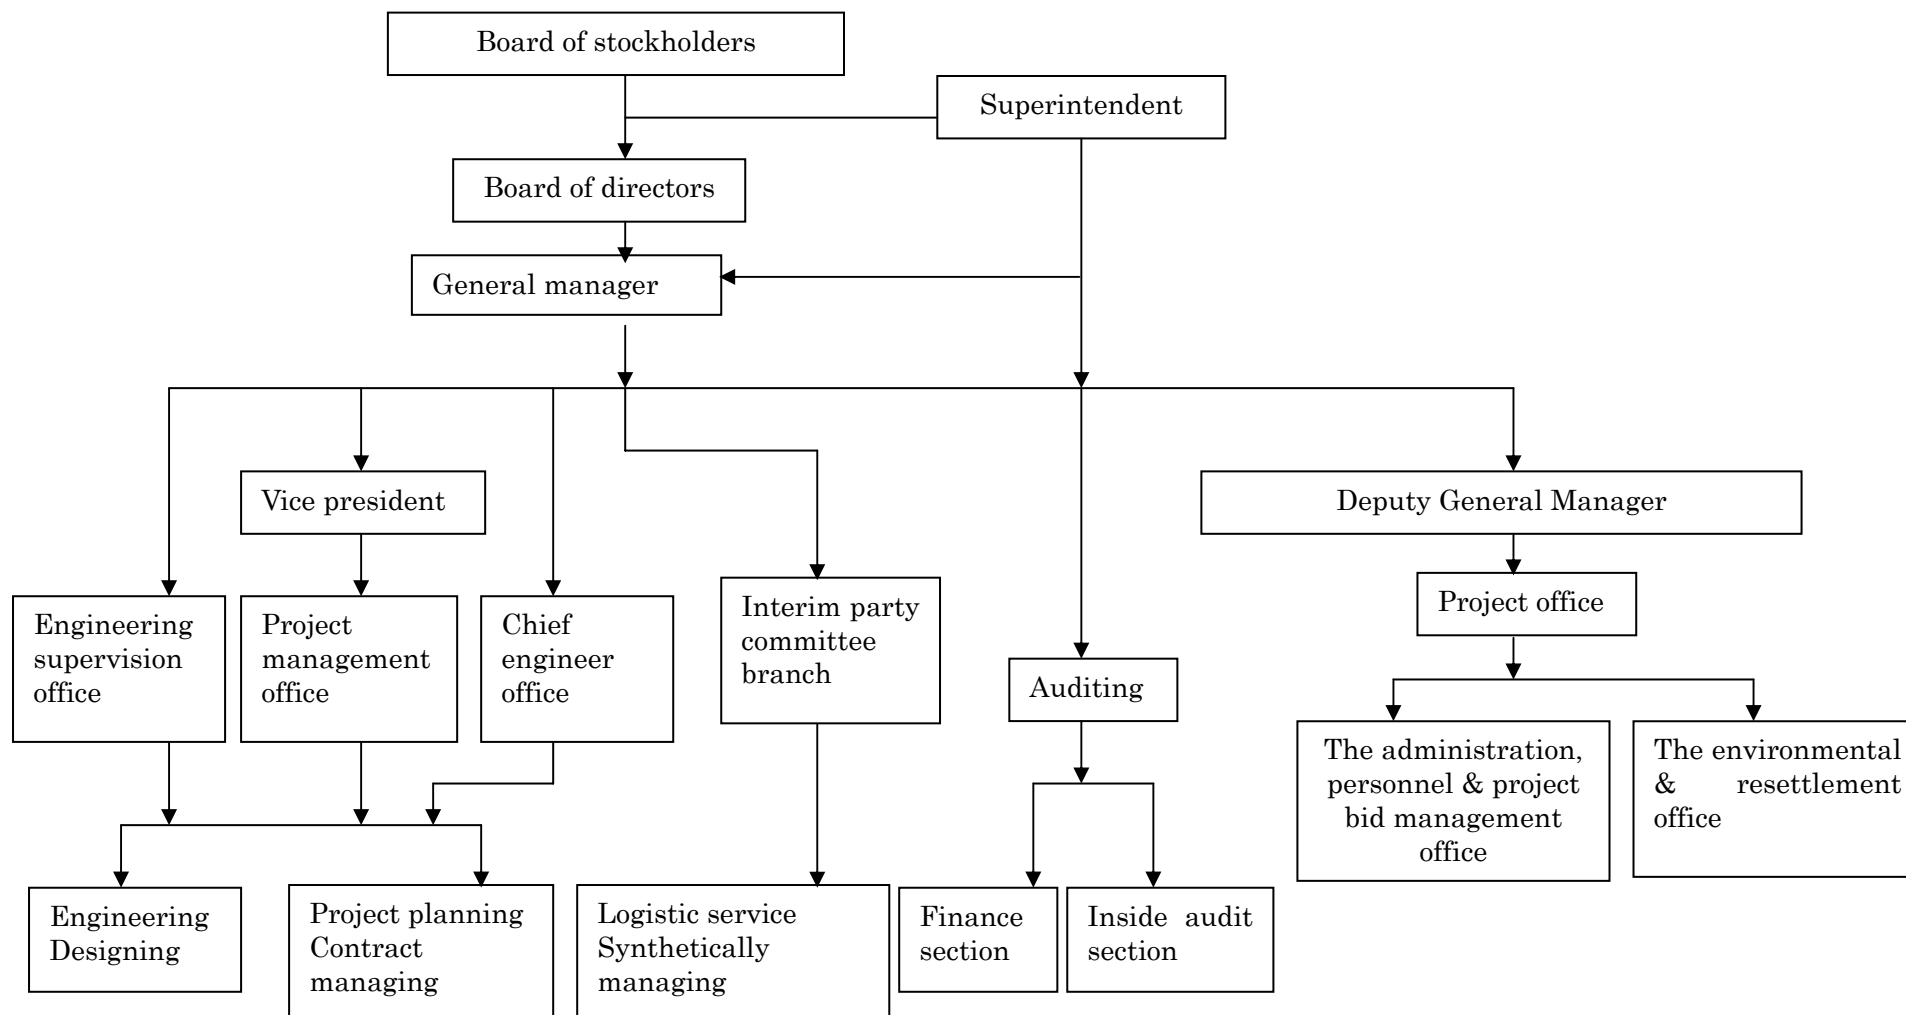 Board of stockholders
Superintendent
Board of directors
General manager
Vice president
Deputy General Manager
Engineering
supervision
office
Project
management
office
Chief
engineer
office
Interim party
committee
branch
Auditing
Project office
The administration,
personnel & project
bid management
office
The environmental
& resettlement
office
Engineering
Designing
Project planning
Contract
managing
Logistic service
Synthetically
managing
Finance
section
Inside audit
section